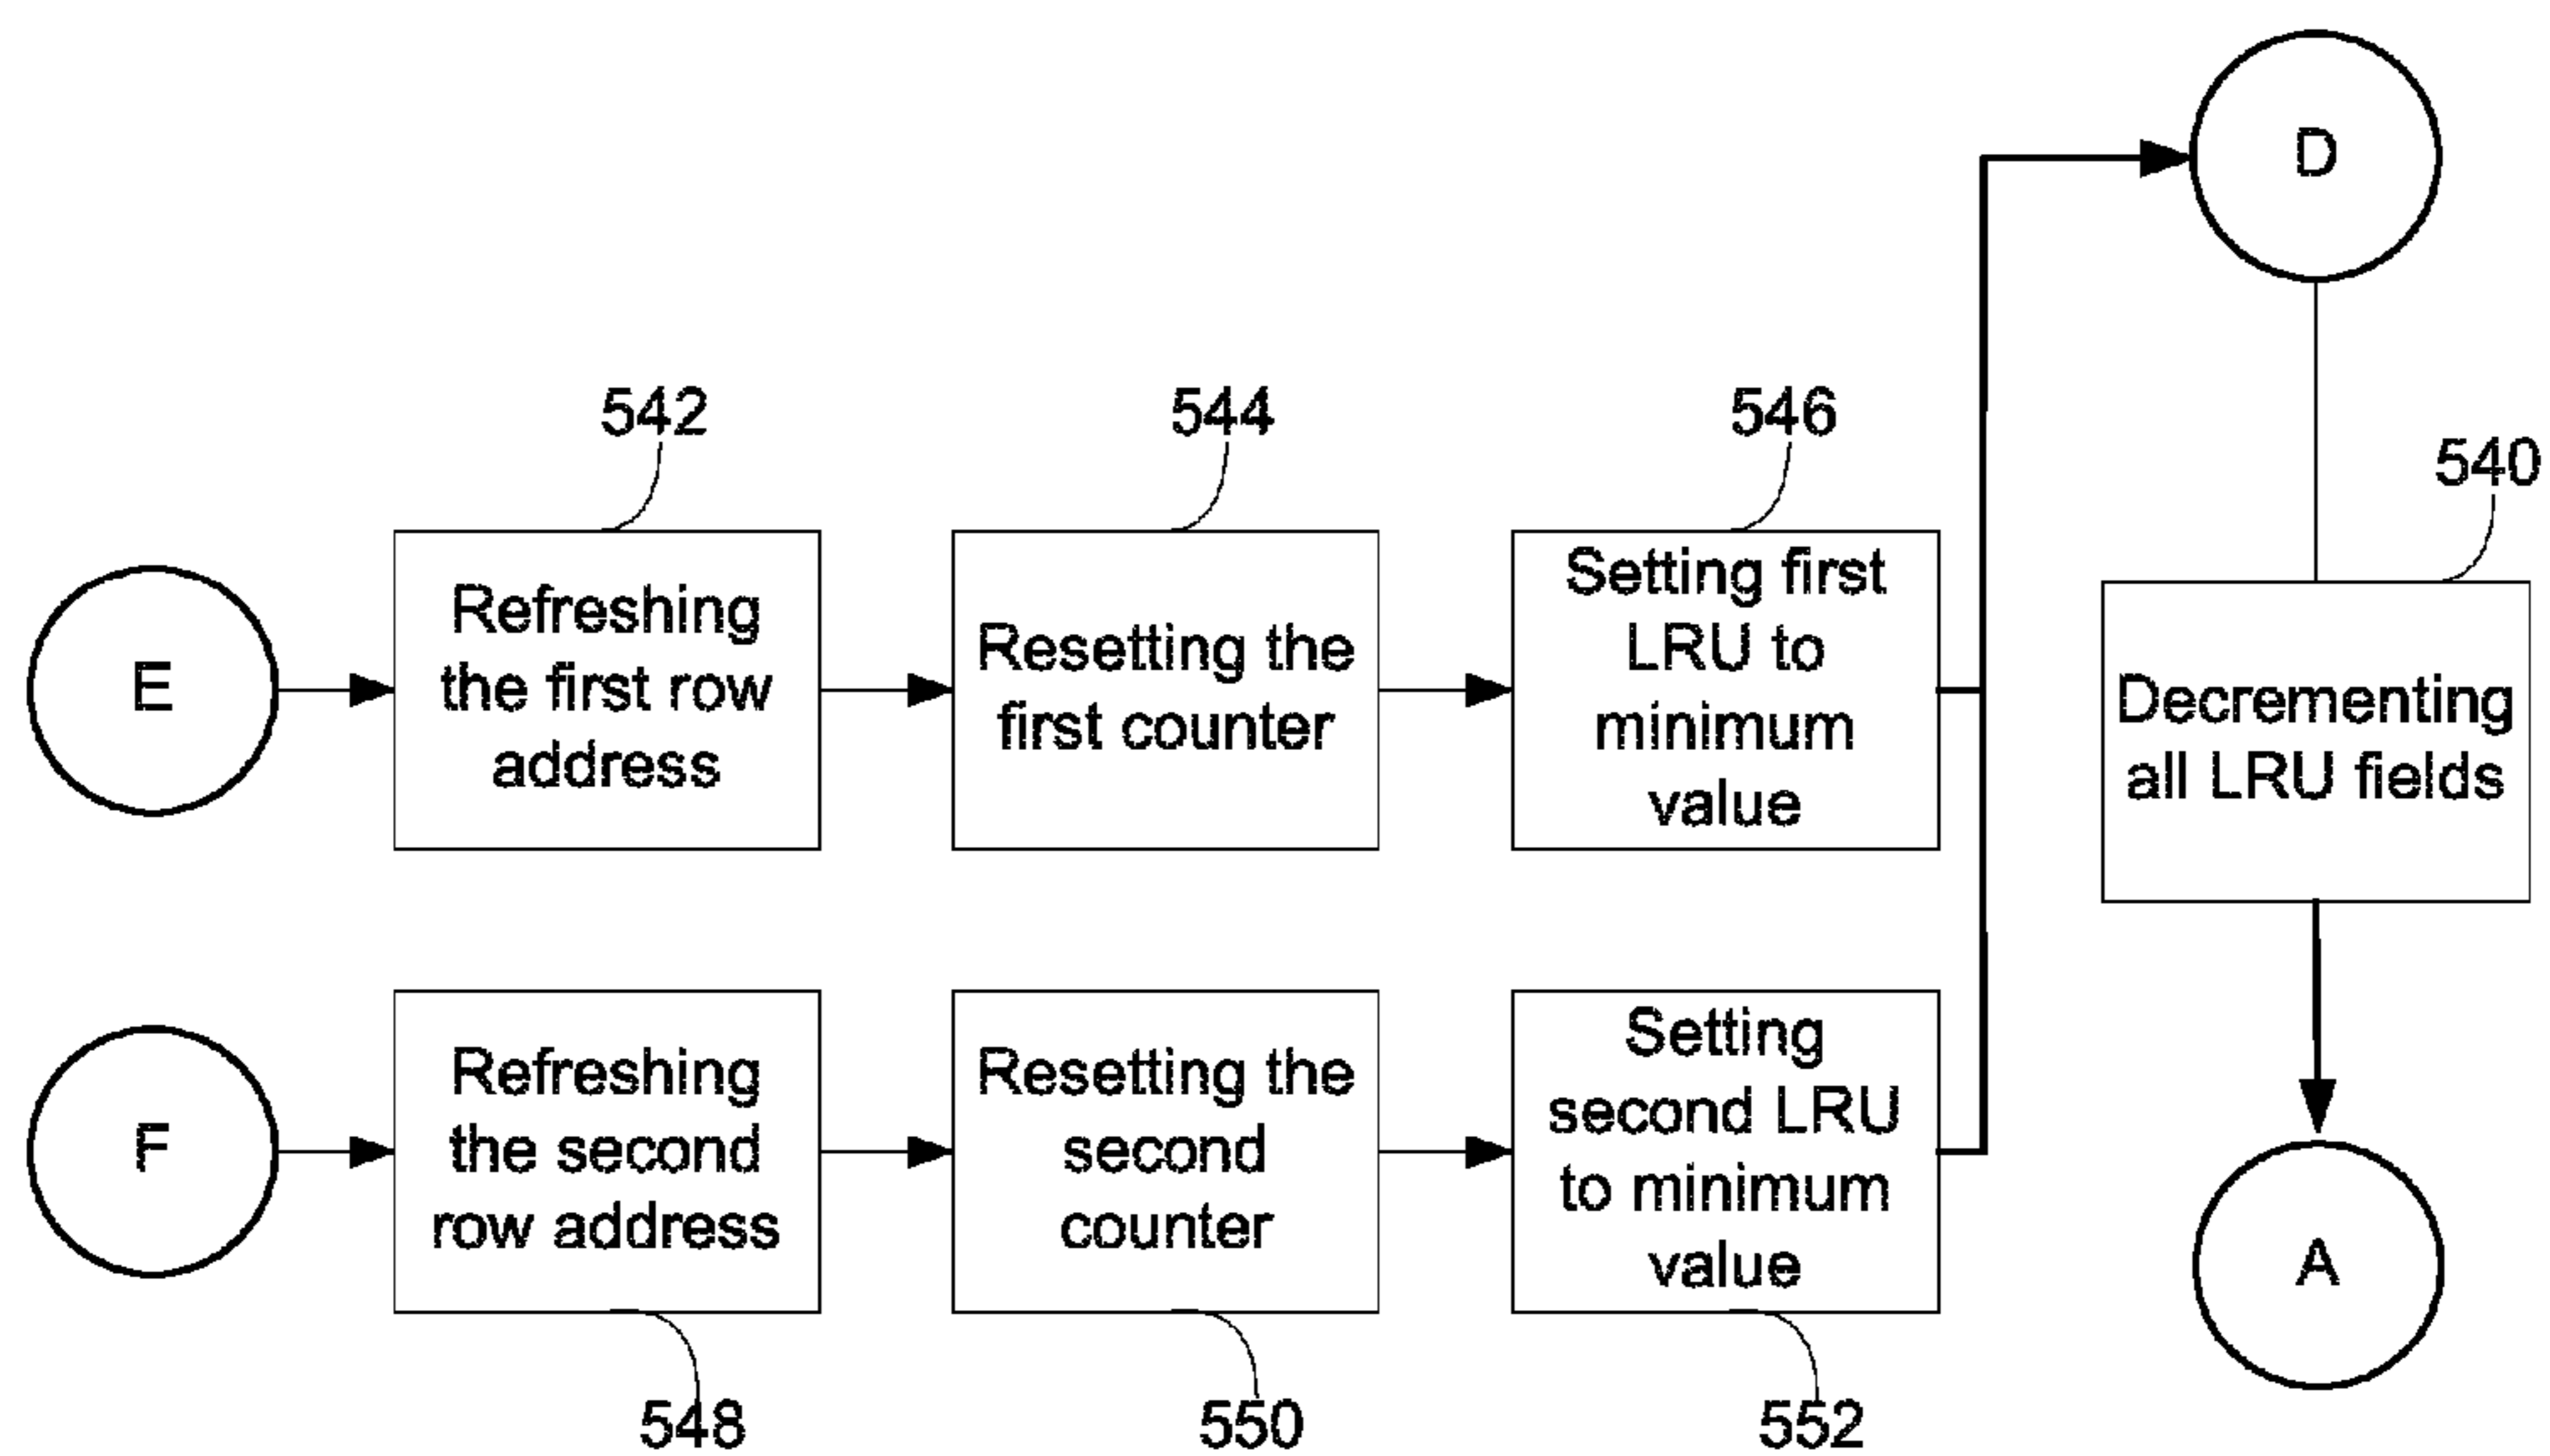 D
542
544
546
540
E
Refreshing
the first row
address
Resetting the
first counter
Setting first
LRU to
minimum
value
Decrementing
all LRU fields
F
Refreshing
the second
row address
Resetting the
second
counter
Setting
second LRU
to minimum
value
A
548
550
552